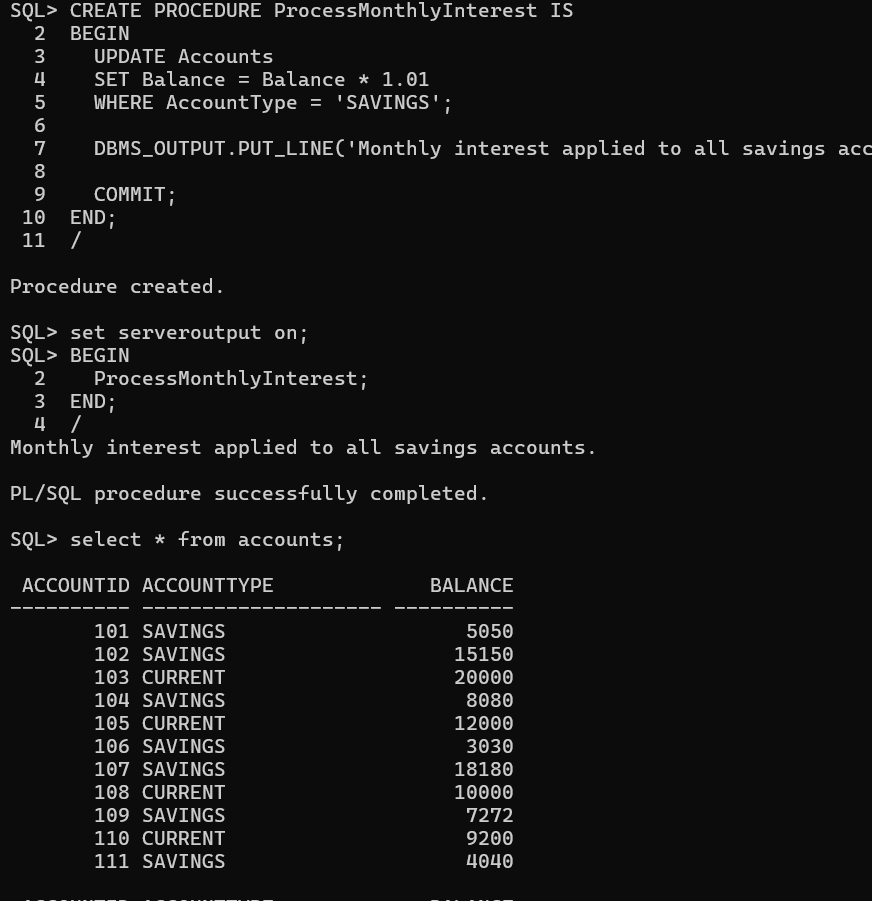 SQL> CREATE PROCEDURE ProcessMonthlyInterest IS
  2  BEGIN
  3    UPDATE Accounts
  4    SET Balance = Balance * 1.01
  5    WHERE AccountType = 'SAVINGS';
  6
  7    DBMS_OUTPUT.PUT_LINE('Monthly interest applied to all savings acc
  8
  9    COMMIT;
 10  END;
 11  /
Procedure created.
SQL> set serveroutput on;
SQL> BEGIN
  2    ProcessMonthlyInterest;
  3  END;
  4  /
Monthly interest applied to all savings accounts.
PL/SQL procedure successfully completed.
SQL> select * from accounts;
 ACCOUNTID ACCOUNTTYPE             BALANCE
---------- -------------------- ----------
       101 SAVINGS                    5050
       102 SAVINGS                   15150
       103 CURRENT                   20000
       104 SAVINGS                    8080
       105 CURRENT                   12000
       106 SAVINGS                    3030
       107 SAVINGS                   18180
       108 CURRENT                   10000
       109 SAVINGS                    7272
       110 CURRENT                    9200
       111 SAVINGS                    4040